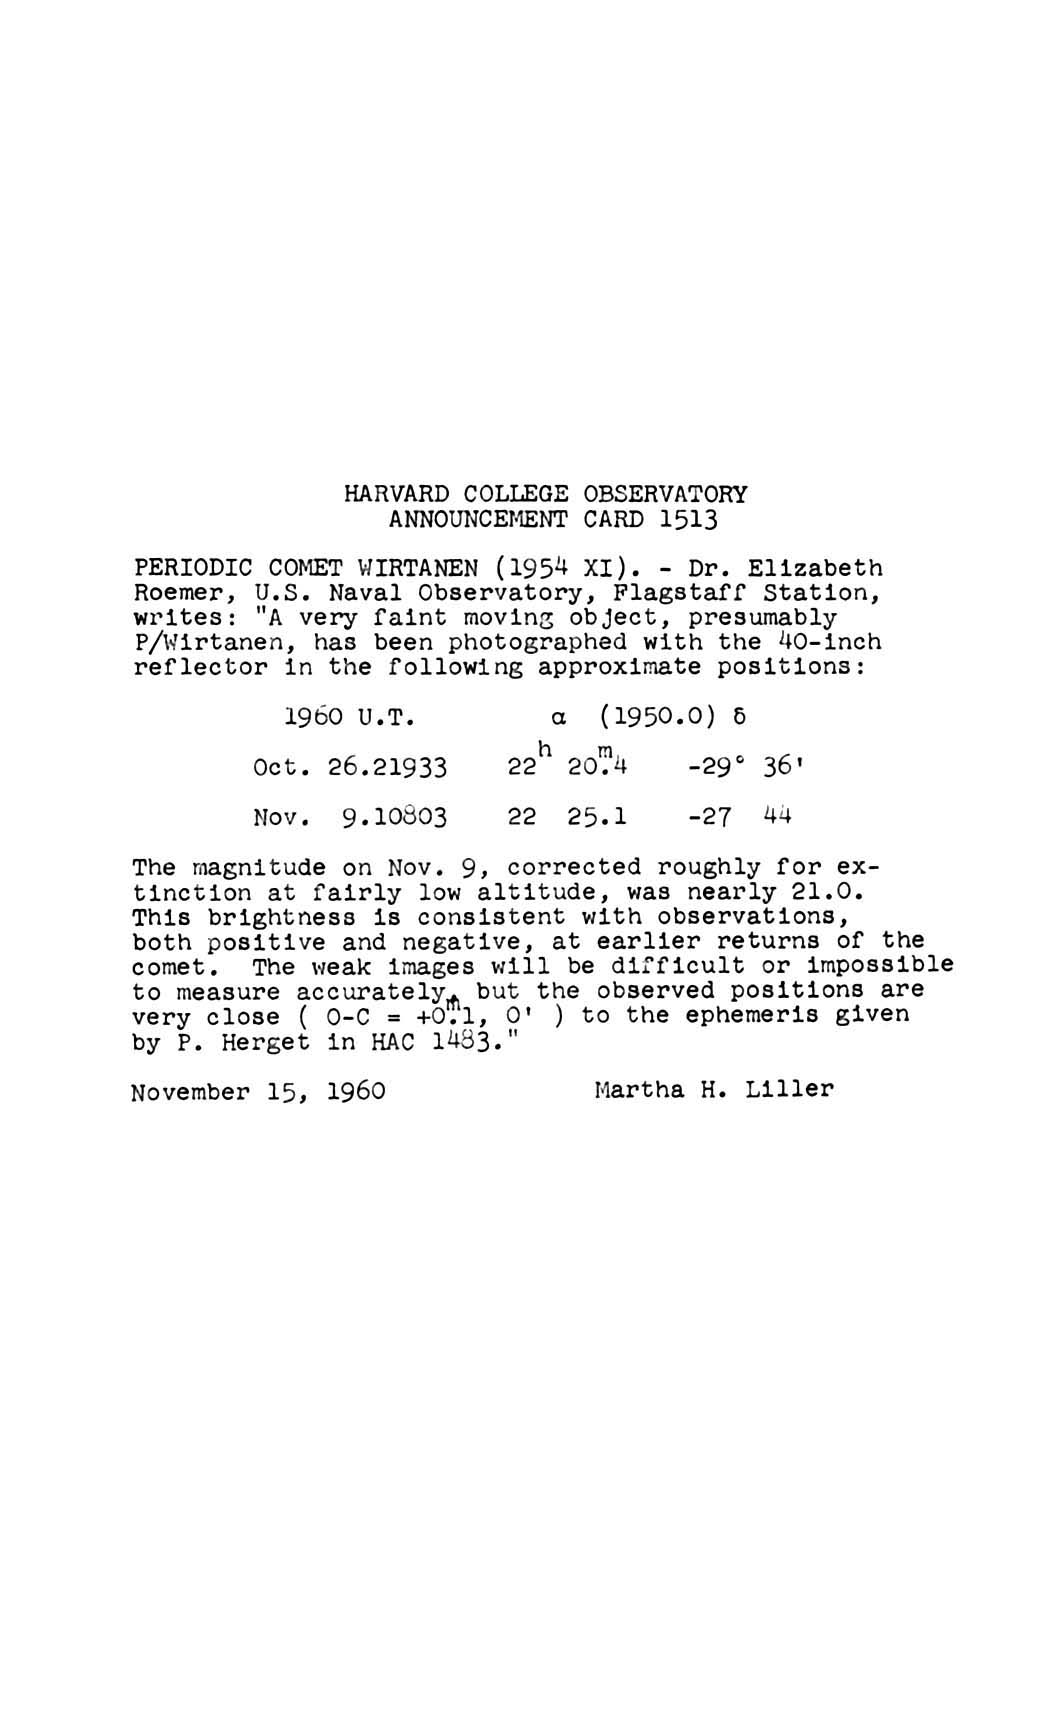 HARVARD COLLEGE OBSERVATORY
ANNOUNCEMENT CARD 1513
PERIODIC COMET WIRTANEN (1954 XI). - Dr. Elizabeth
Roemer, U.S. Naval Observatory, Flagstaff Station,
writes: "A very faint moving object, presumably
P/Wirtanen, has been photographed with the 40-inch
reflector in the following approximate positions:
1960 U.T. α (1950.0) δ
Oct. 26.21933 22ʰ 20ᵐ.4 -29° 36'
Nov. 9.10803 22 25.1 -27 44
The magnitude on Nov. 9, corrected roughly for ex-
tinction at fairly low altitude, was nearly 21.0.
This brightness is consistent with observations,
both positive and negative, at earlier returns of the
comet. The weak images will be difficult or impossible
to measure accurately, but the observed positions are
very close ( O-C = +0ᵐ.1, 0' ) to the ephemeris given
by P. Herget in HAC 1483."
November 15, 1960 Martha H. Liller